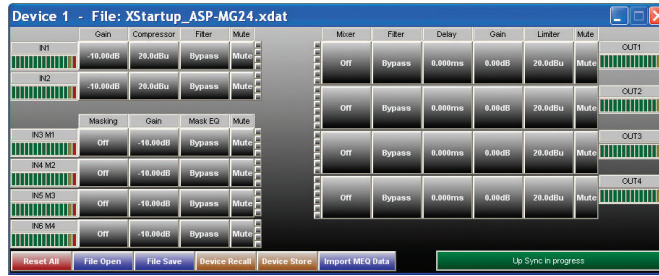 Device 1 - File: XStartup_ASP-MG24.xdat
Gain Compressor Filter Mute Mixer Filter Delay Gain Limiter Mute
IN1 -10.00dB 20.0dBu Bypass Mute Off Bypass 0.000ms 0.00dB 20.0dBu Mute OUT1
IN2 -10.00dB 20.0dBu Bypass Mute Off Bypass 0.000ms 0.00dB 20.0dBu Mute OUT2
Masking Gain Mask EQ Mute
IN3 M1 Off -10.00dB Bypass Mute Off Bypass 0.000ms 0.00dB 20.0dBu Mute OUT3
IN4 M2 Off -10.00dB Bypass Mute Off Bypass 0.000ms 0.00dB 20.0dBu Mute OUT4
IN5 M3 Off -10.00dB Bypass Mute
IN6 M4 Off -10.00dB Bypass Mute
Reset All File Open File Save Device Recall Device Store Import MEQ Data Up Sync in progress